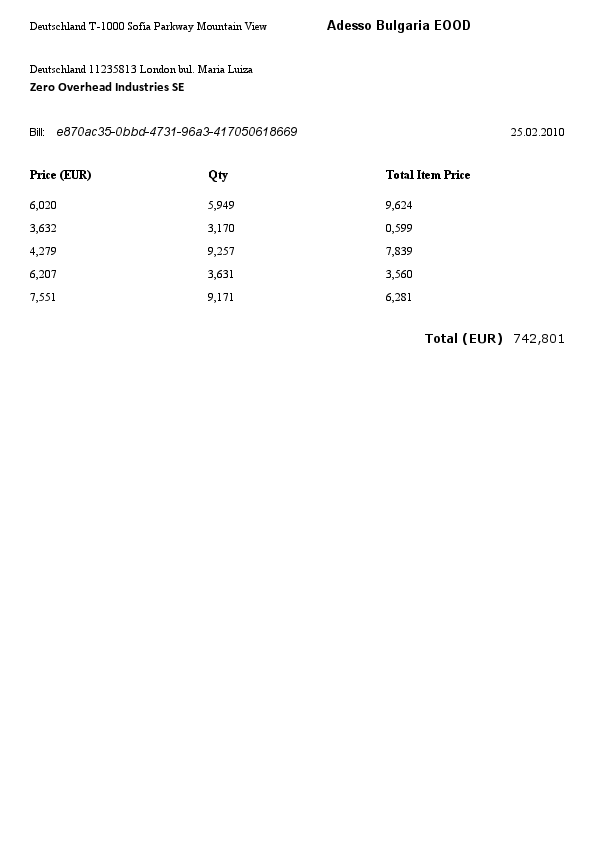 Deutschland T-1000 Sofia Parkway Mountain View Adesso Bulgaria EOOD
Deutschland 11235813 London bul. Maria Luiza
Zero Overhead Industries SE
Bill: e870ac35-0bbd-4731-96a3-417050618669 25.02.2010
Price (EUR) Qty Total Item Price
6,020 5,949 9,624
3,632 3,170 0,599
4,279 9,257 7,839
6,207 3,631 3,560
7,551 9,171 6,281
Total (EUR) 742,801